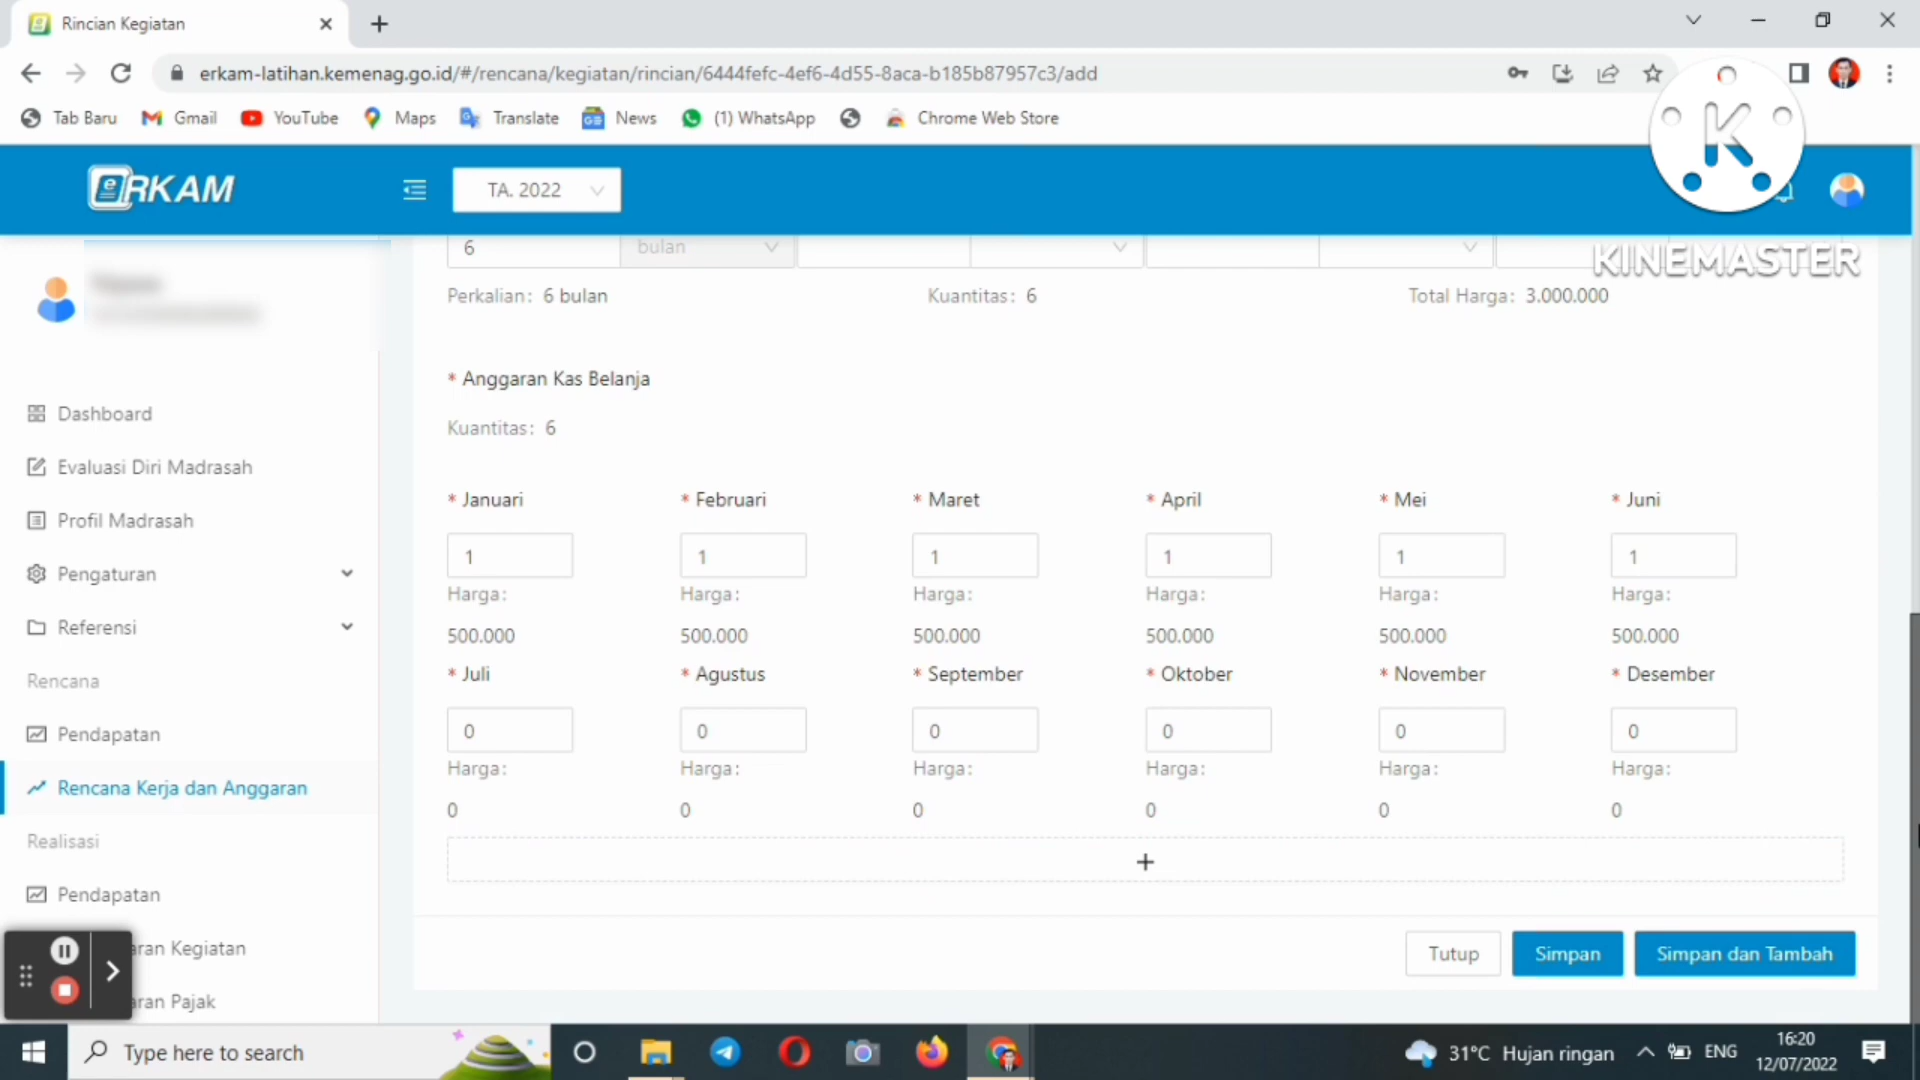 Rincian Kegiatan
erkam-latihan.kemenag.go.id/#/rencana/kegiatan/rincian/6444fefc-4ef6-4d55-8aca-b185b87957c3/add
Tab Baru Gmail YouTube Maps Translate News (1) WhatsApp Chrome Web Store
K
KINEMASTER
eRKAM
TA. 2022
6 bulan
Perkalian: 6 bulan Kuantitas: 6 Total Harga: 3.000.000
* Anggaran Kas Belanja
Kuantitas: 6
* Januari * Februari * Maret * April * Mei * Juni
1 1 1 1 1 1
Harga: Harga: Harga: Harga: Harga: Harga:
500.000 500.000 500.000 500.000 500.000 500.000
* Juli * Agustus * September * Oktober * November * Desember
0 0 0 0 0 0
Harga: Harga: Harga: Harga: Harga: Harga:
0 0 0 0 0 0
+
Tutup Simpan Simpan dan Tambah
Dashboard
Evaluasi Diri Madrasah
Profil Madrasah
Pengaturan
Referensi
Rencana
Pendapatan
Rencana Kerja dan Anggaran
Realisasi
Pendapatan
aran Kegiatan
aran Pajak
Type here to search
31°C Hujan ringan ENG
16:20
12/07/2022